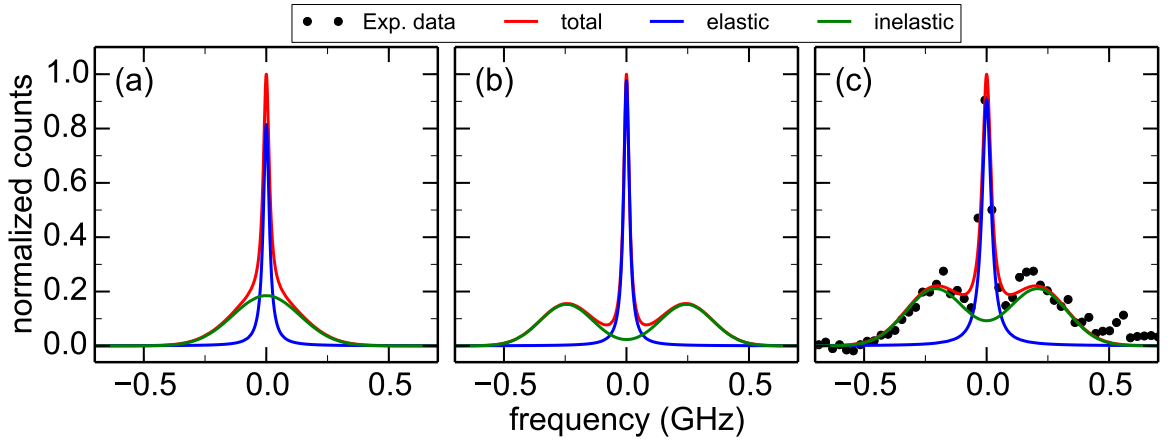 Exp. data total elastic inelastic
(a) (b) (c)
normalized counts
1.0
0.8
0.6
0.4
0.2
0.0
−0.5 0.0 0.5 −0.5 0.0 0.5 −0.5 0.0 0.5
frequency (GHz)